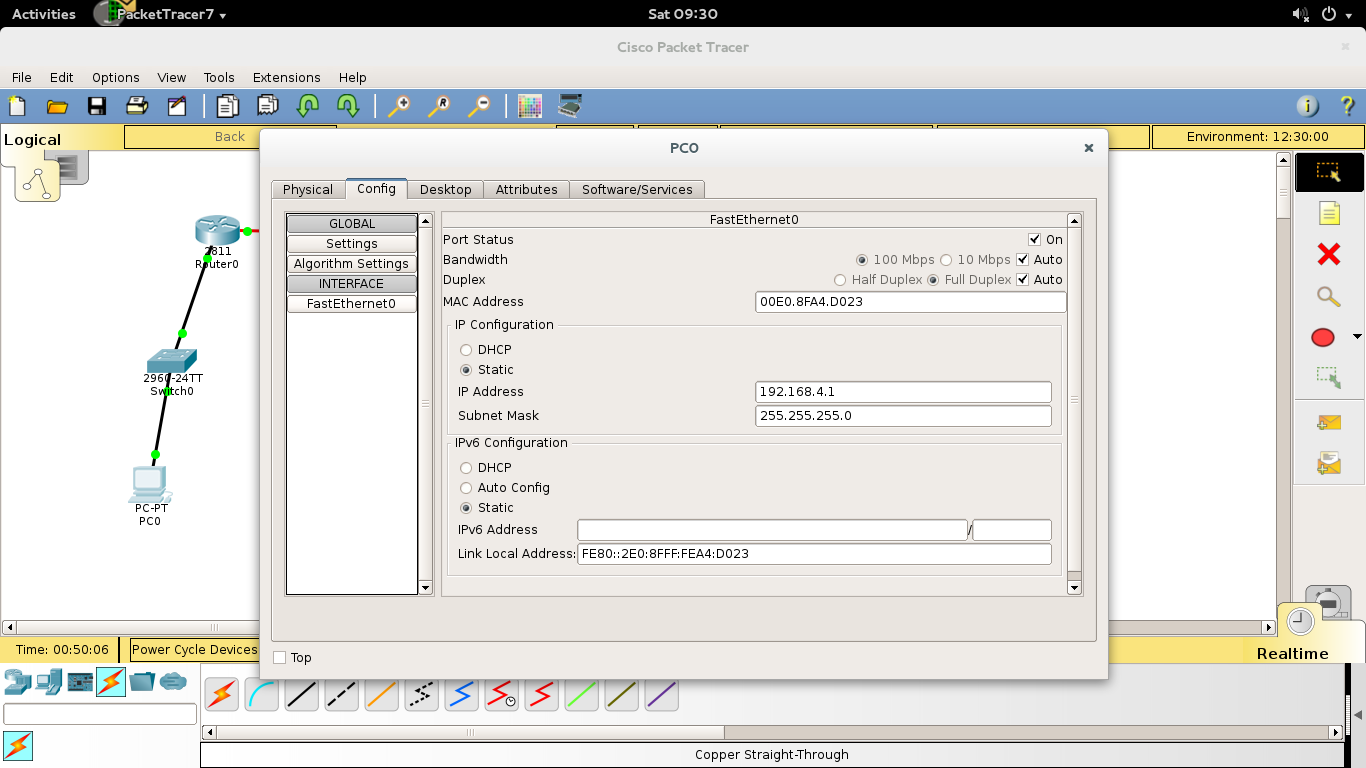 Activities PacketTracer7 Sat 09:30
Cisco Packet Tracer
File Edit Options View Tools Extensions Help
Logical Back Environment: 12:30:00
PC0
Physical Config Desktop Attributes Software/Services
GLOBAL
Settings
Algorithm Settings
INTERFACE
FastEthernet0
FastEthernet0
Port Status On
Bandwidth 100 Mbps 10 Mbps Auto
Duplex Half Duplex Full Duplex Auto
MAC Address 00E0.8FA4.D023
IP Configuration
DHCP
Static
IP Address 192.168.4.1
Subnet Mask 255.255.255.0
IPv6 Configuration
DHCP
Auto Config
Static
IPv6 Address /
Link Local Address: FE80::2E0:8FFF:FEA4:D023
Top
2811
Router0
2960-24TT
Switch0
PC-PT
PC0
Time: 00:50:06 Power Cycle Devices
Realtime
Copper Straight-Through